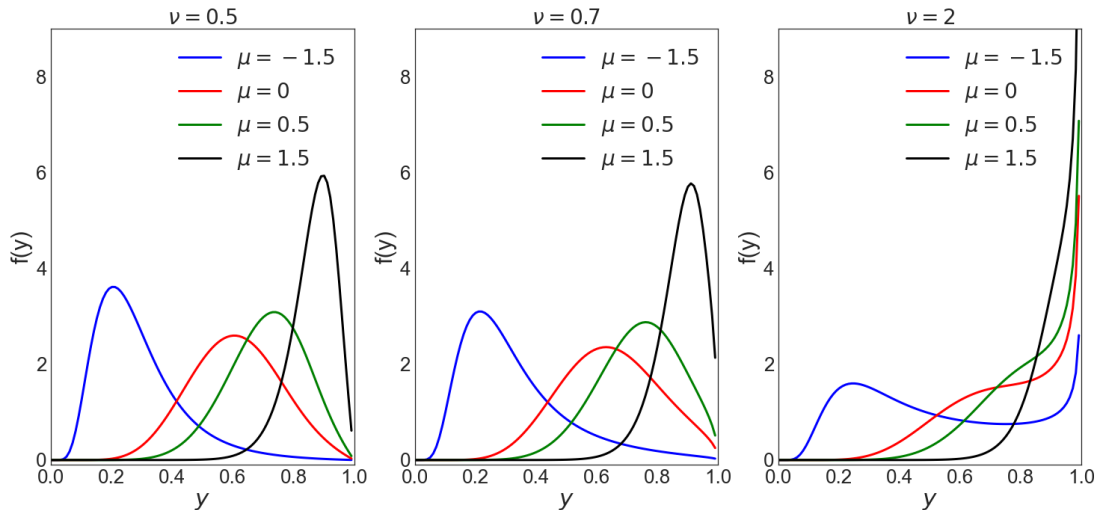 ν = 0.5
f(y)
8
6
4
2
0
μ = −1.5
μ = 0
μ = 0.5
μ = 1.5
0.0 0.2 0.4 0.6 0.8 1.0
y
ν = 0.7
f(y)
8
6
4
2
0
μ = −1.5
μ = 0
μ = 0.5
μ = 1.5
0.0 0.2 0.4 0.6 0.8 1.0
y
ν = 2
f(y)
8
6
4
2
0
μ = −1.5
μ = 0
μ = 0.5
μ = 1.5
0.0 0.2 0.4 0.6 0.8 1.0
y